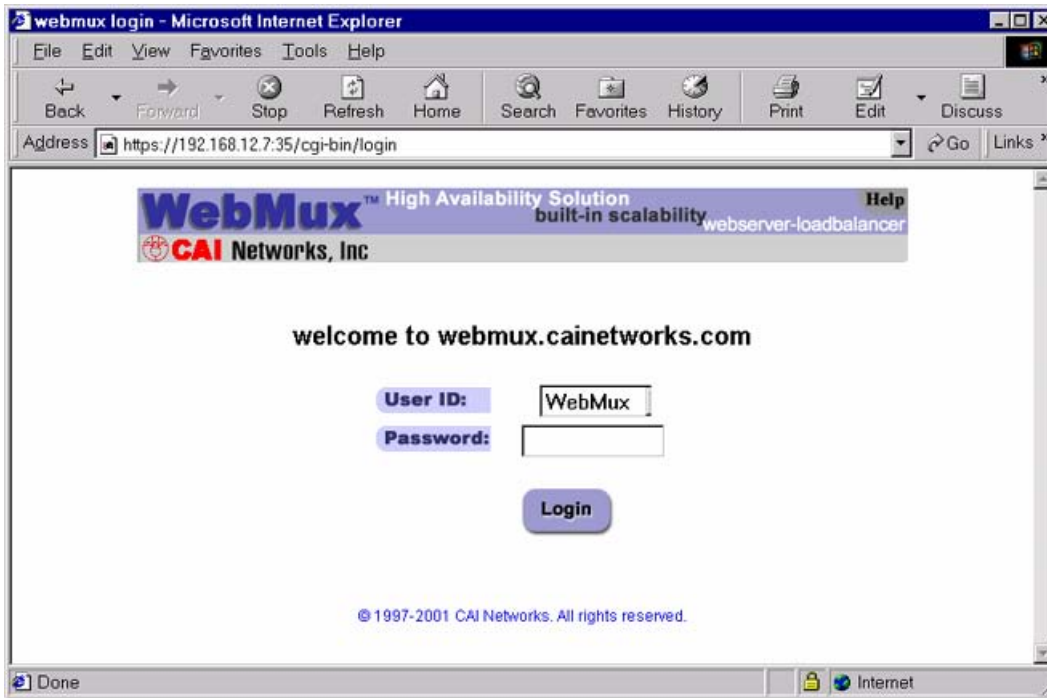 webmux login - Microsoft Internet Explorer
File Edit View Favorites Tools Help
Back Forward Stop Refresh Home Search Favorites History Print Edit Discuss
Address https://192.168.12.7:35/cgi-bin/login Go Links
WebMux™ High Availability Solution Help
built-in scalability
webserver-loadbalancer
CAI Networks, Inc
welcome to webmux.cainetworks.com
User ID: WebMux
Password:
Login
© 1997-2001 CAI Networks. All rights reserved.
Done Internet